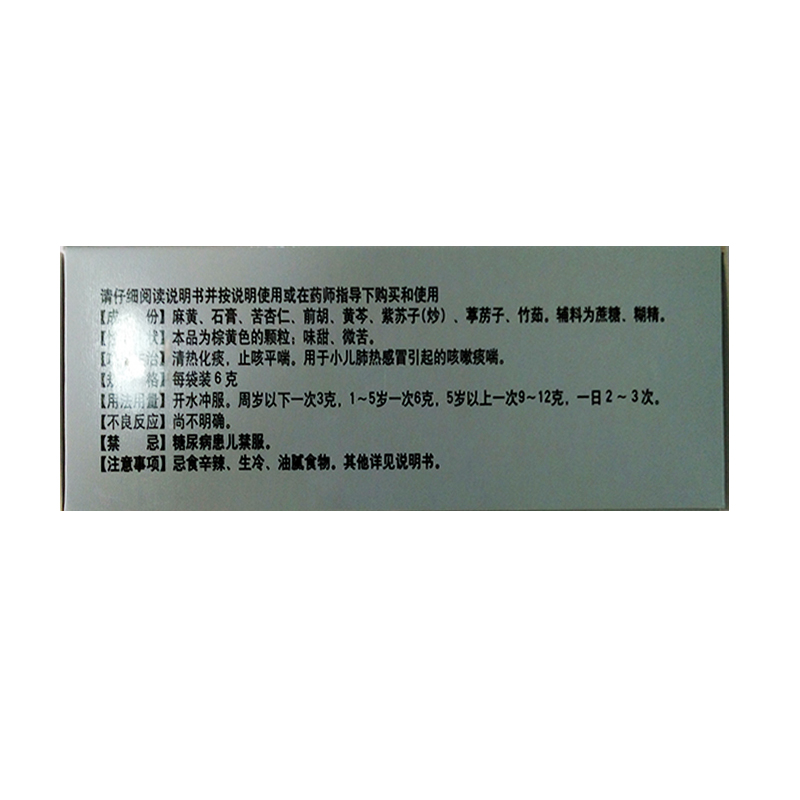 请仔细阅读说明书并按说明使用或在药师指导下购买和使用
【成 份】麻黄、石膏、苦杏仁、前胡、黄芩、紫苏子(炒)、葶苈子、竹茹。辅料为蔗糖、糊精。
【性 状】本品为棕黄色的颗粒；味甜、微苦。
【功 治】清热化痰，止咳平喘。用于小儿肺热感冒引起的咳嗽痰喘。
【规 格】每袋装6克
【用法用量】开水冲服。周岁以下一次3克，1～5岁一次6克，5岁以上一次9～12克，一日2～3次。
【不良反应】尚不明确。
【禁 忌】糖尿病患儿禁服。
【注意事项】忌食辛辣、生冷、油腻食物。其他详见说明书。